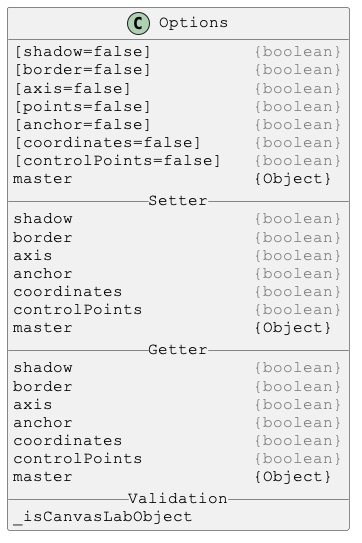 C Options
[shadow=false] {boolean}
[border=false] {boolean}
[axis=false] {boolean}
[points=false] {boolean}
[anchor=false] {boolean}
[coordinates=false] {boolean}
[controlPoints=false] {boolean}
master {Object}
Setter
shadow {boolean}
border {boolean}
axis {boolean}
anchor {boolean}
coordinates {boolean}
controlPoints {boolean}
master {Object}
Getter
shadow {boolean}
border {boolean}
axis {boolean}
anchor {boolean}
coordinates {boolean}
controlPoints {boolean}
master {Object}
Validation
_isCanvasLabObject